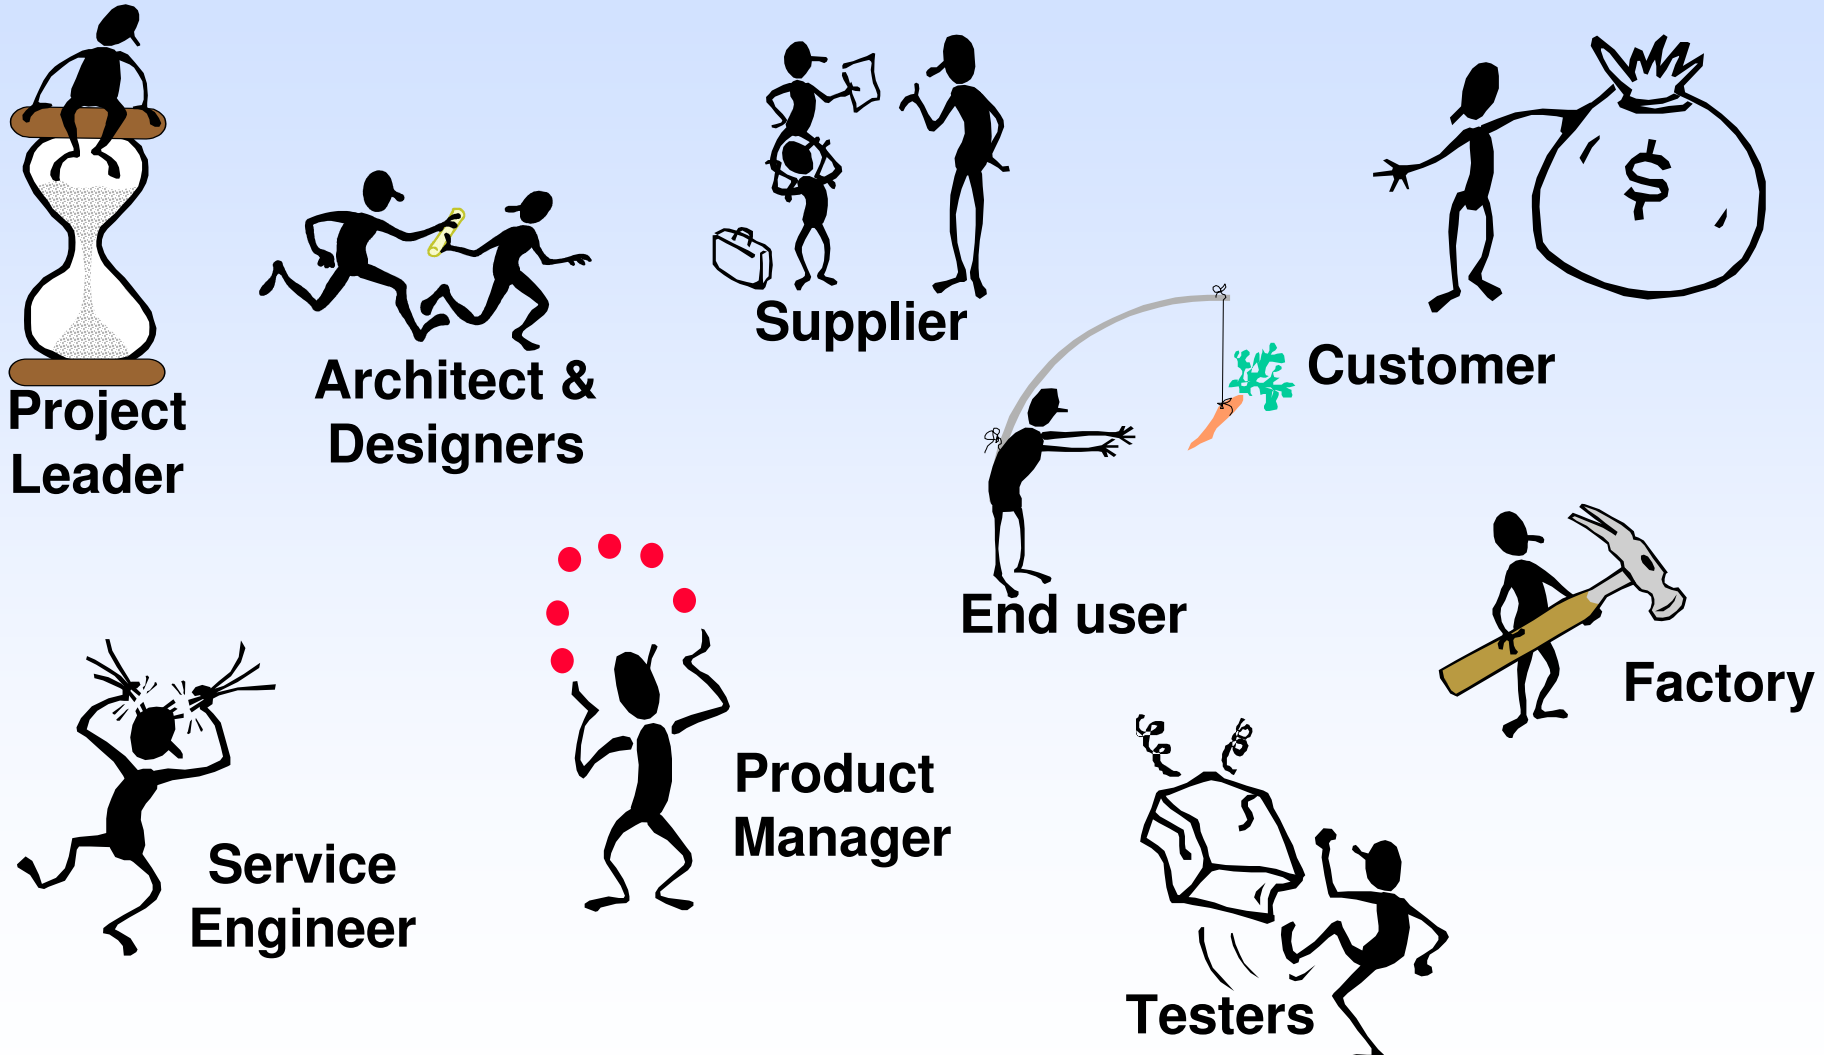 $
Supplier
Customer
Architect &
Designers
Project
Leader
End user
Factory
Product
Manager
Service
Engineer
Testers